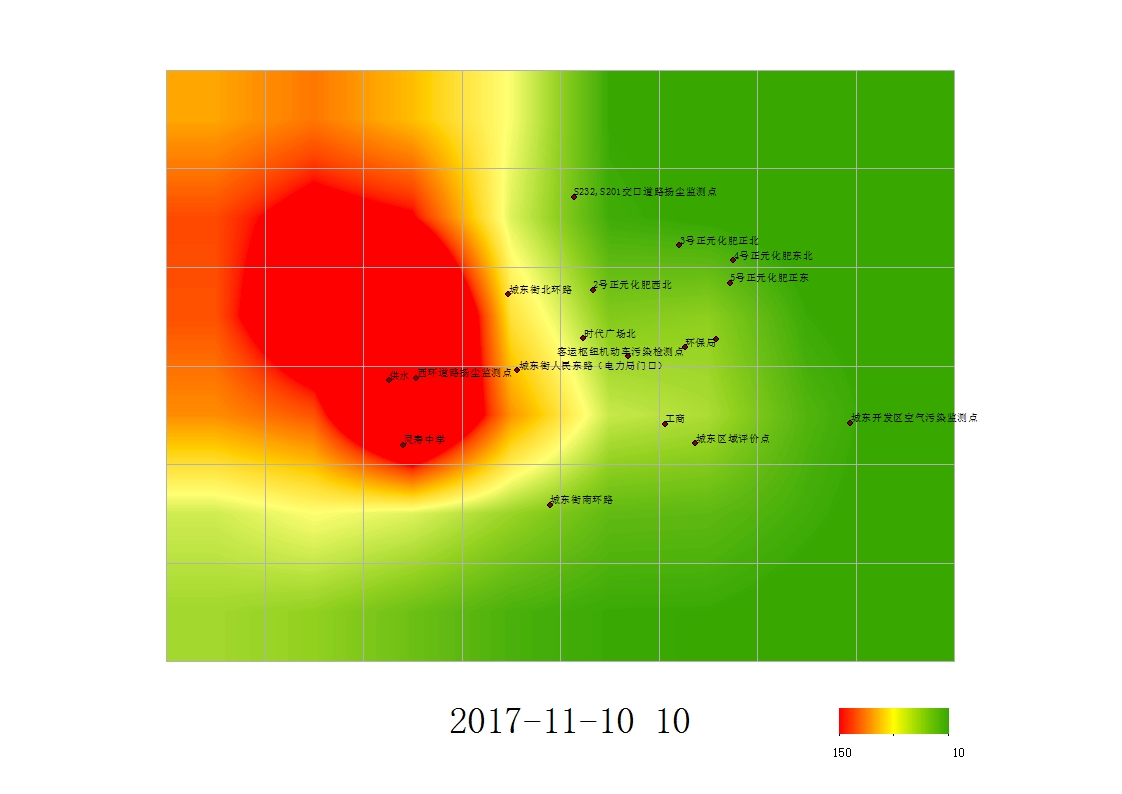 S232,S201交口道路扬尘监测点
3号正元化肥正北
4号正元化肥东北
5号正元化肥正东
2号正元化肥西北
城东街北环路
时代广场北
环保局
客运枢纽机动车污染检测点
城东街人民东路（电力局门口）
供水
西环道路扬尘监测点
工商
城东开发区空气污染监测点
灵寿中学
城东区域评价点
城东街南环路
2017-11-10 10
150 10